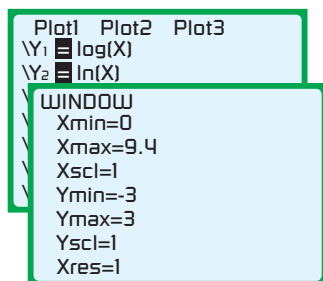 Plot1 Plot2 Plot3
\Y₁ = log(X)
\Y₂ = ln(X)
\
\
\
\
\
WINDOW
Xmin=0
Xmax=9.4
Xscl=1
Ymin=-3
Ymax=3
Yscl=1
Xres=1